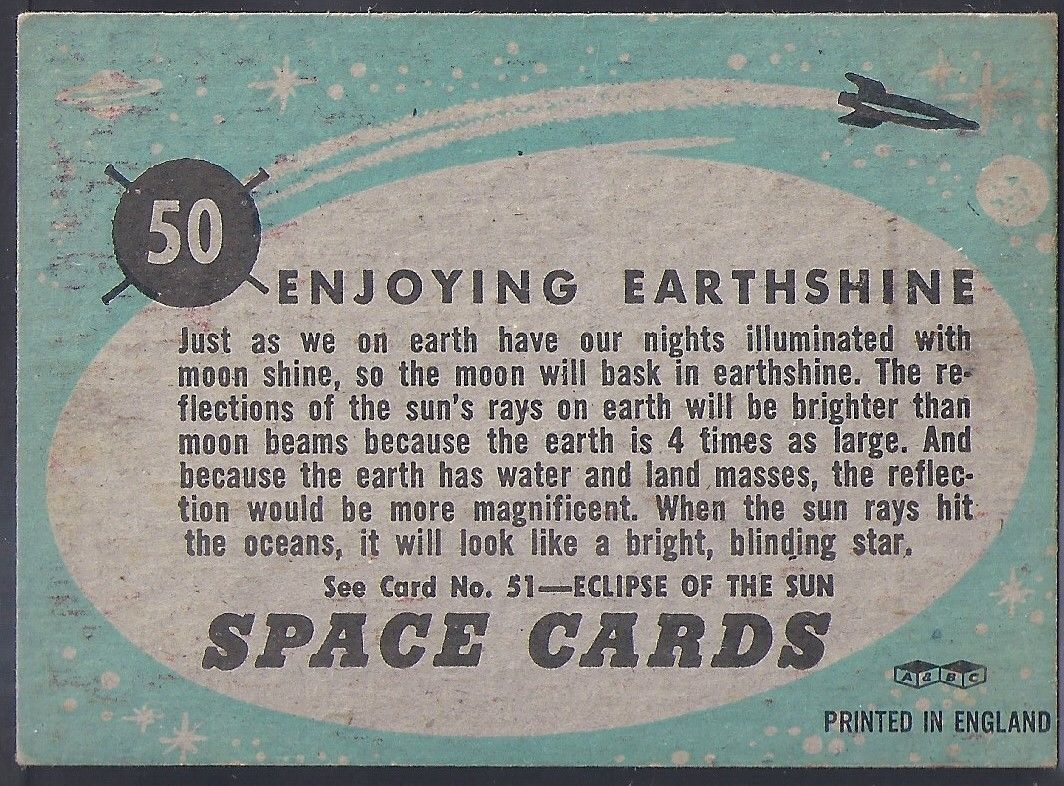 50
ENJOYING EARTHSHINE
Just as we on earth have our nights illuminated with
moon shine, so the moon will bask in earthshine. The re-
flections of the sun's rays on earth will be brighter than
moon beams because the earth is 4 times as large. And
because the earth has water and land masses, the reflec-
tion would be more magnificent. When the sun rays hit
the oceans, it will look like a bright, blinding star.
See Card No. 51—ECLIPSE OF THE SUN
SPACE CARDS
A&BC
PRINTED IN ENGLAND